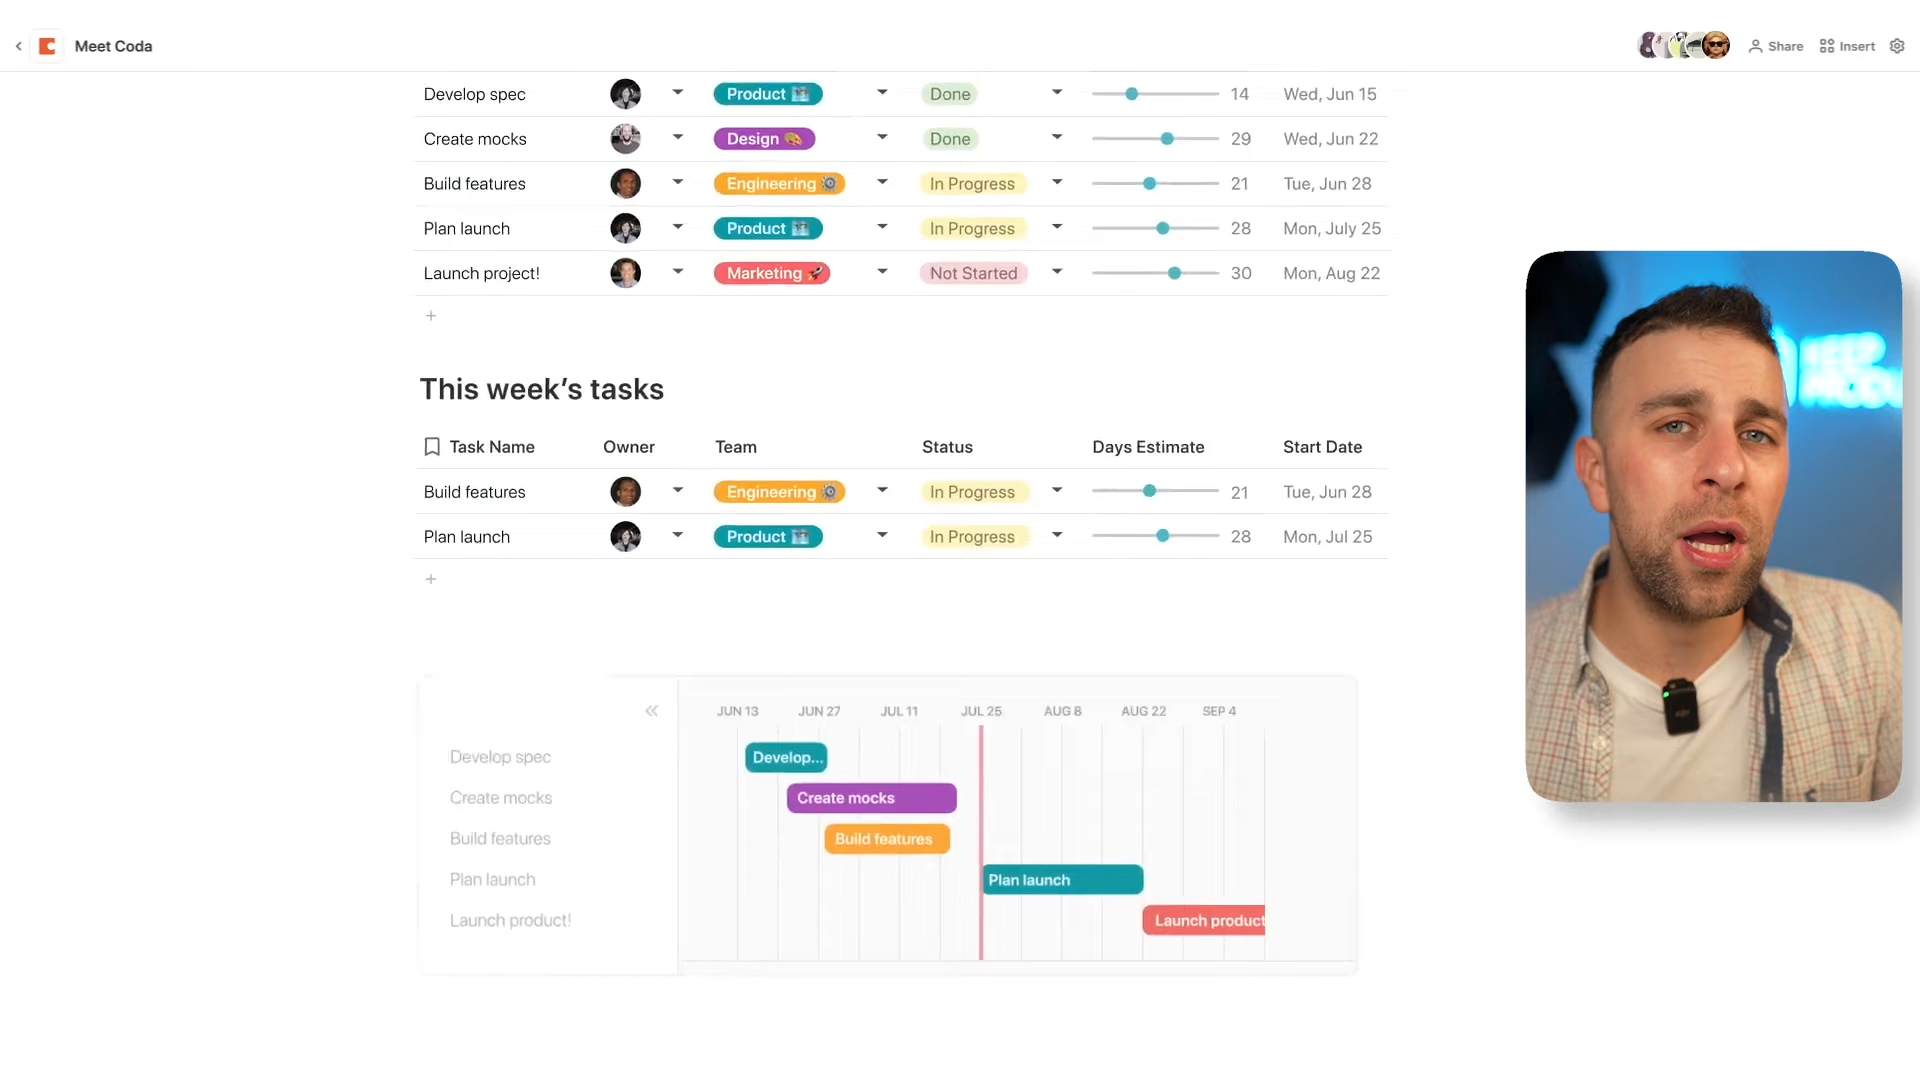 Meet Coda
Share Insert
Develop spec Product Done 14 Wed, Jun 15
Create mocks Design Done 29 Wed, Jun 22
Build features Engineering In Progress 21 Tue, Jun 28
Plan launch Product In Progress 28 Mon, July 25
Launch project! Marketing Not Started 30 Mon, Aug 22
+
This week's tasks
Task Name Owner Team Status Days Estimate Start Date
Build features Engineering In Progress 21 Tue, Jun 28
Plan launch Product In Progress 28 Mon, Jul 25
+
JUN 13 JUN 27 JUL 11 JUL 25 AUG 8 AUG 22 SEP 4
Develop spec Develop...
Create mocks Create mocks
Build features Build features
Plan launch Plan launch
Launch product! Launch product
KEEP